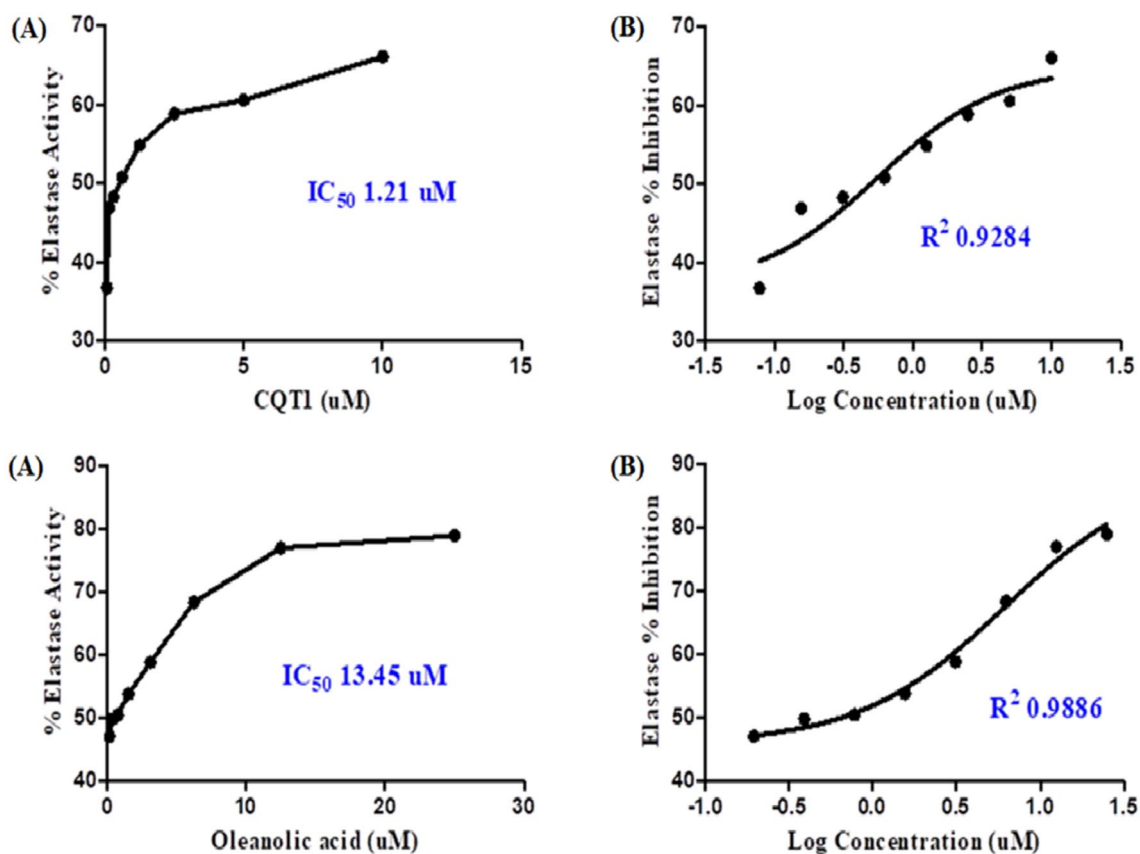 (A)
% Elastase Activity
70
60
50
40
30
0 5 10 15
CQT1 (uM)
IC50 1.21 uM
(B)
Elastase % Inhibition
70
60
50
40
30
-1.5 -1.0 -0.5 0.0 0.5 1.0 1.5
Log Concentration (uM)
R2 0.9284
(A)
% Elastase Activity
90
80
70
60
50
40
0 10 20 30
Oleanolic acid (uM)
IC50 13.45 uM
(B)
Elastase % Inhibition
90
80
70
60
50
40
-1.0 -0.5 0.0 0.5 1.0 1.5
Log Concentration (uM)
R2 0.9886